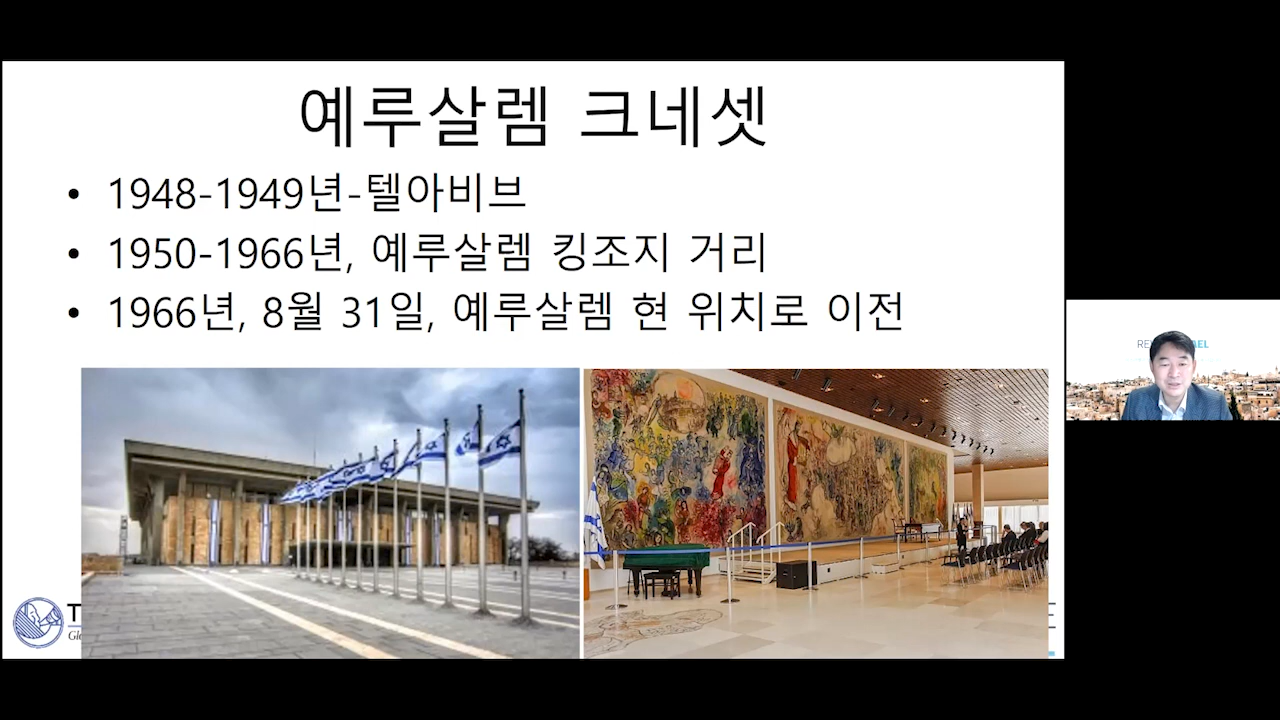 예루살렘 크네셋
• 1948-1949년-텔아비브
• 1950-1966년, 예루살렘 킹조지 거리
• 1966년, 8월 31일, 예루살렘 현 위치로 이전